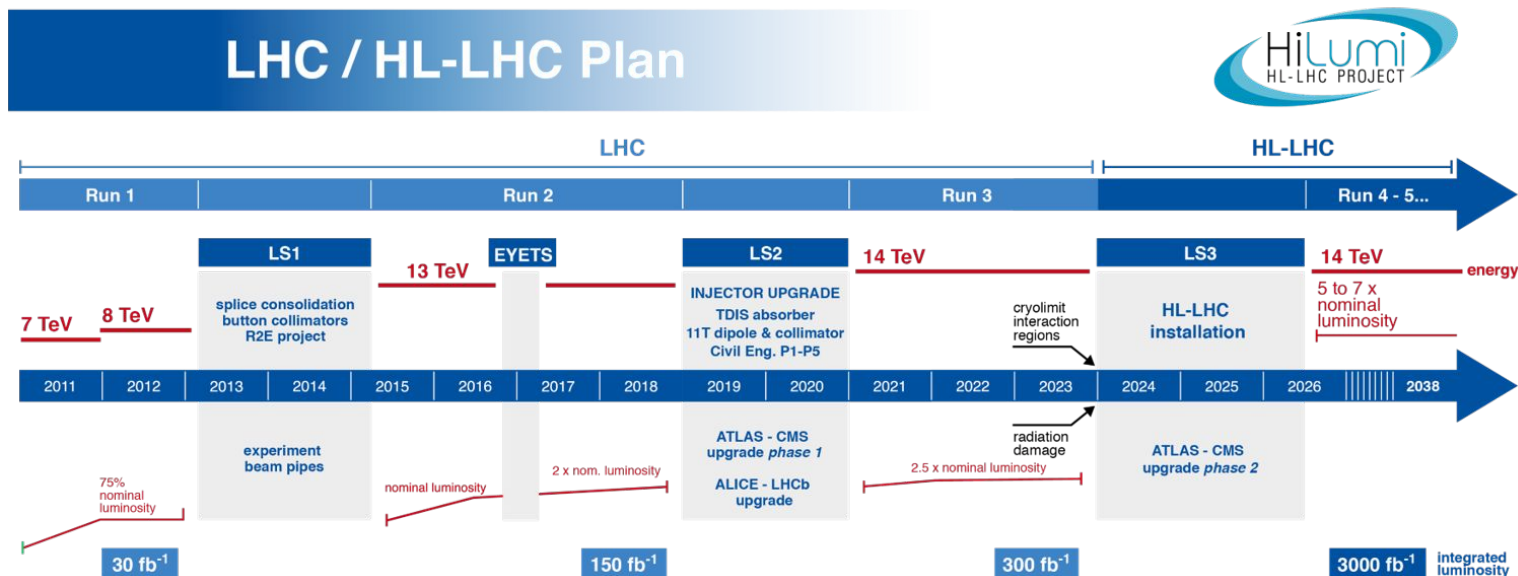 LHC / HL-LHC Plan
HiLumi
HL-LHC PROJECT
LHC
HL-LHC
Run 1
Run 2
Run 3
Run 4 - 5...
LS1
EYETS
LS2
LS3
13 TeV
14 TeV
14 TeV
energy
splice consolidation
button collimators
R2E project
INJECTOR UPGRADE
TDIS absorber
11T dipole & collimator
Civil Eng. P1-P5
cryolimit
interaction
regions
HL-LHC
installation
5 to 7 x
nominal
luminosity
7 TeV
8 TeV
2011
2012
2013
2014
2015
2016
2017
2018
2019
2020
2021
2022
2023
2024
2025
2026
2038
75%
nominal
luminosity
experiment
beam pipes
nominal luminosity
2 x nom. luminosity
ATLAS - CMS
upgrade phase 1
ALICE - LHCb
upgrade
2.5 x nominal luminosity
radiation
damage
ATLAS - CMS
upgrade phase 2
30 fb⁻¹
150 fb⁻¹
300 fb⁻¹
3000 fb⁻¹
integrated
luminosity